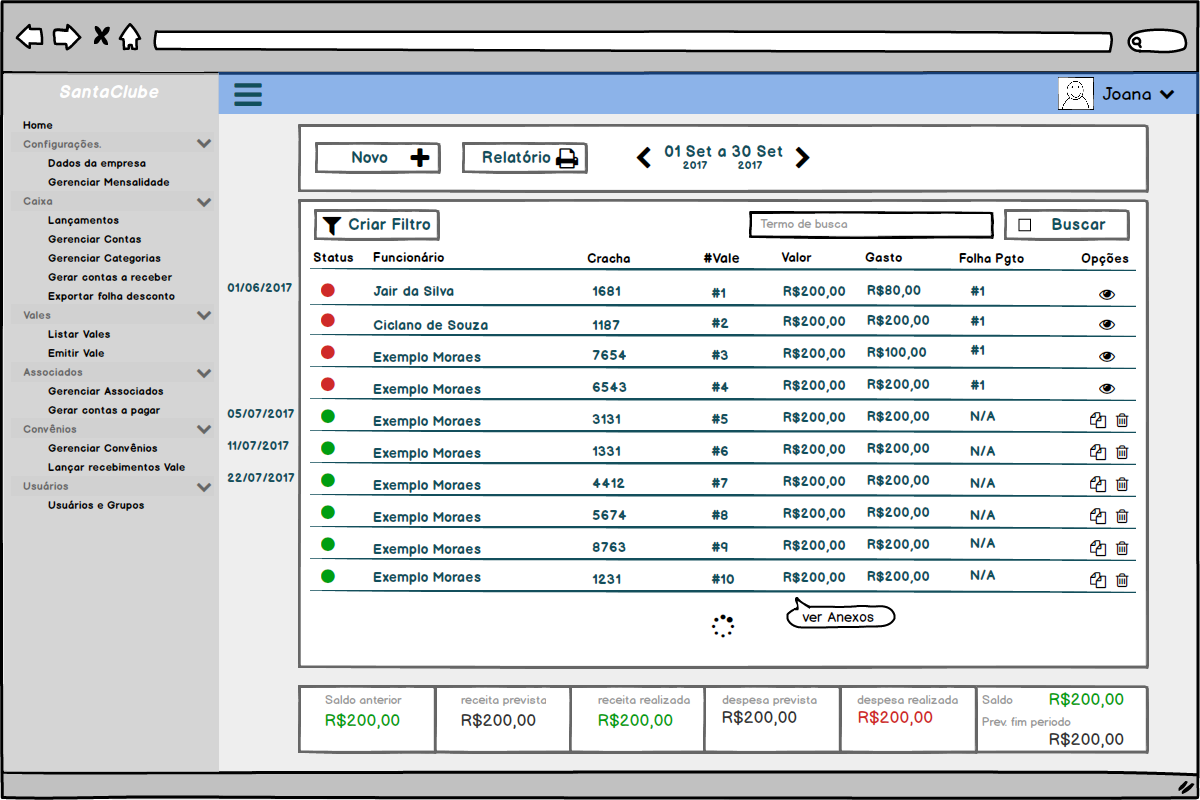 SantaClube
Joana
Home
Configurações.
Dados da empresa
Gerenciar Mensalidade
Caixa
Lançamentos
Gerenciar Contas
Gerenciar Categorias
Gerar contas a receber
Exportar folha desconto
Vales
Listar Vales
Emitir Vale
Associados
Gerenciar Associados
Gerar contas a pagar
Convênios
Gerenciar Convênios
Lançar recebimentos Vale
Usuários
Usuários e Grupos
Novo
Relatório
01 Set a 30 Set
2017 2017
Criar Filtro
Termo de busca
Buscar
Status Funcionário Cracha #Vale Valor Gasto Folha Pgto Opções
01/06/2017 Jair da Silva 1681 #1 R$200,00 R$80,00 #1
Ciclano de Souza 1187 #2 R$200,00 R$200,00 #1
Exemplo Moraes 7654 #3 R$200,00 R$100,00 #1
Exemplo Moraes 6543 #4 R$200,00 R$200,00 #1
05/07/2017 Exemplo Moraes 3131 #5 R$200,00 R$200,00 N/A
11/07/2017 Exemplo Moraes 1331 #6 R$200,00 R$200,00 N/A
22/07/2017 Exemplo Moraes 4412 #7 R$200,00 R$200,00 N/A
Exemplo Moraes 5674 #8 R$200,00 R$200,00 N/A
Exemplo Moraes 8763 #9 R$200,00 R$200,00 N/A
Exemplo Moraes 1231 #10 R$200,00 R$200,00 N/A
ver Anexos
Saldo anterior
R$200,00
receita prevista
R$200,00
receita realizada
R$200,00
despesa prevista
R$200,00
despesa realizada
R$200,00
Saldo R$200,00
Prev. fim periodo
R$200,00